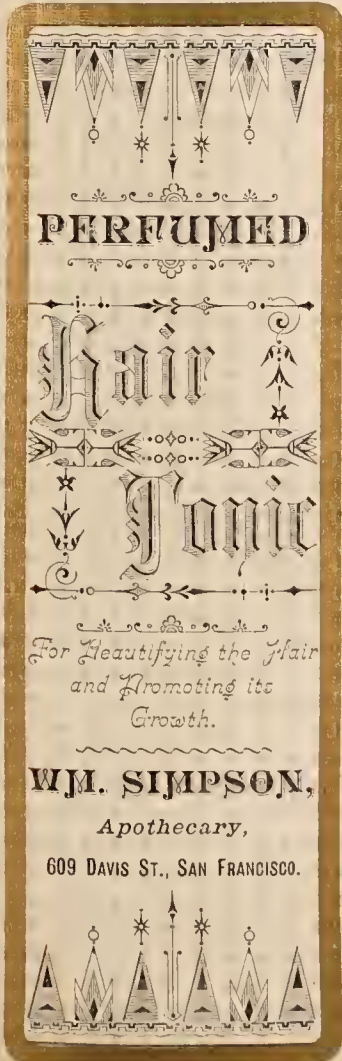 PERFUMED
Hair
Tonic
For Beautifying the Hair
and Promoting its
Growth.
WM. SIMPSON,
Apothecary,
609 DAVIS ST., SAN FRANCISCO.